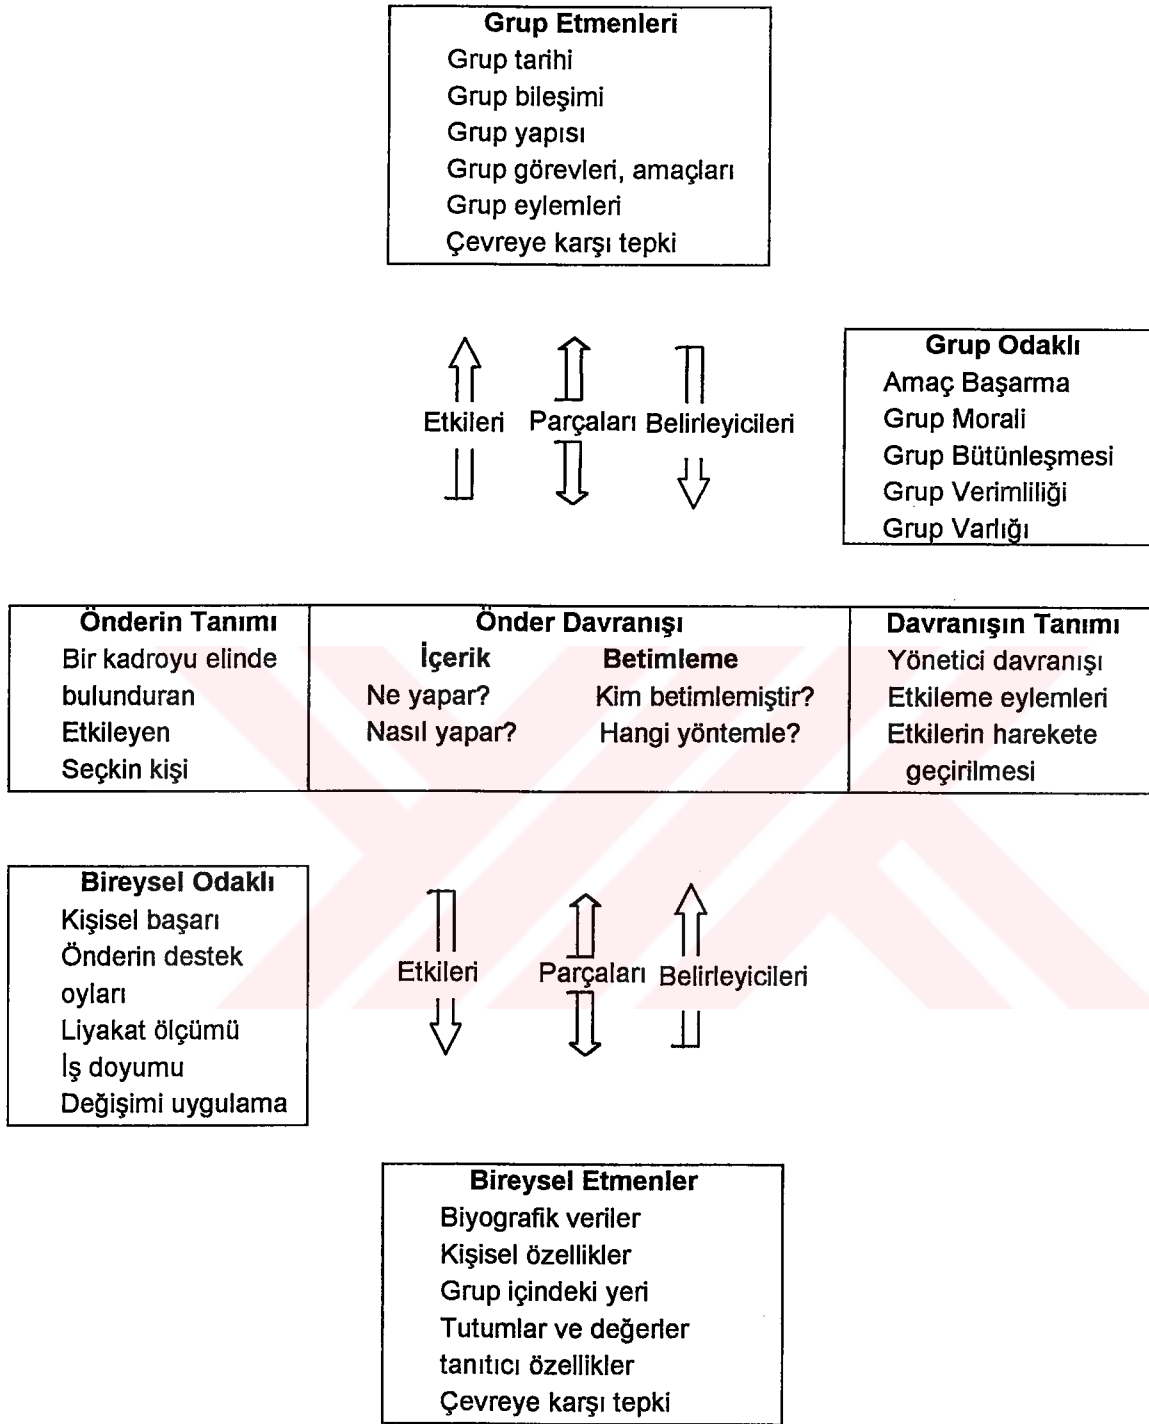 Grup Etmenleri
Grup tarihi
Grup bileşimi
Grup yapısı
Grup görevleri, amaçları
Grup eylemleri
Çevreye karşı tepki
Etkileri Parçaları Belirleyicileri
Grup Odaklı
Amaç Başarma
Grup Morali
Grup Bütünleşmesi
Grup Verimliliği
Grup Varlığı
Önderin Tanımı
Bir kadroyu elinde
bulunduran
Etkileyen
Seçkin kişi
Önder Davranışı
İçerik Betimleme
Ne yapar? Kim betimlemiştir?
Nasıl yapar? Hangi yöntemle?
Davranışın Tanımı
Yönetici davranışı
Etkileme eylemleri
Etkilerin harekete
geçirilmesi
Bireysel Odaklı
Kişisel başarı
Önderin destek
oyları
Liyakat ölçümü
İş doyumu
Değişimi uygulama
Etkileri Parçaları Belirleyicileri
Bireysel Etmenler
Biyografik veriler
Kişisel özellikler
Grup içindeki yeri
Tutumlar ve değerler
tanıtıcı özellikler
Çevreye karşı tepki